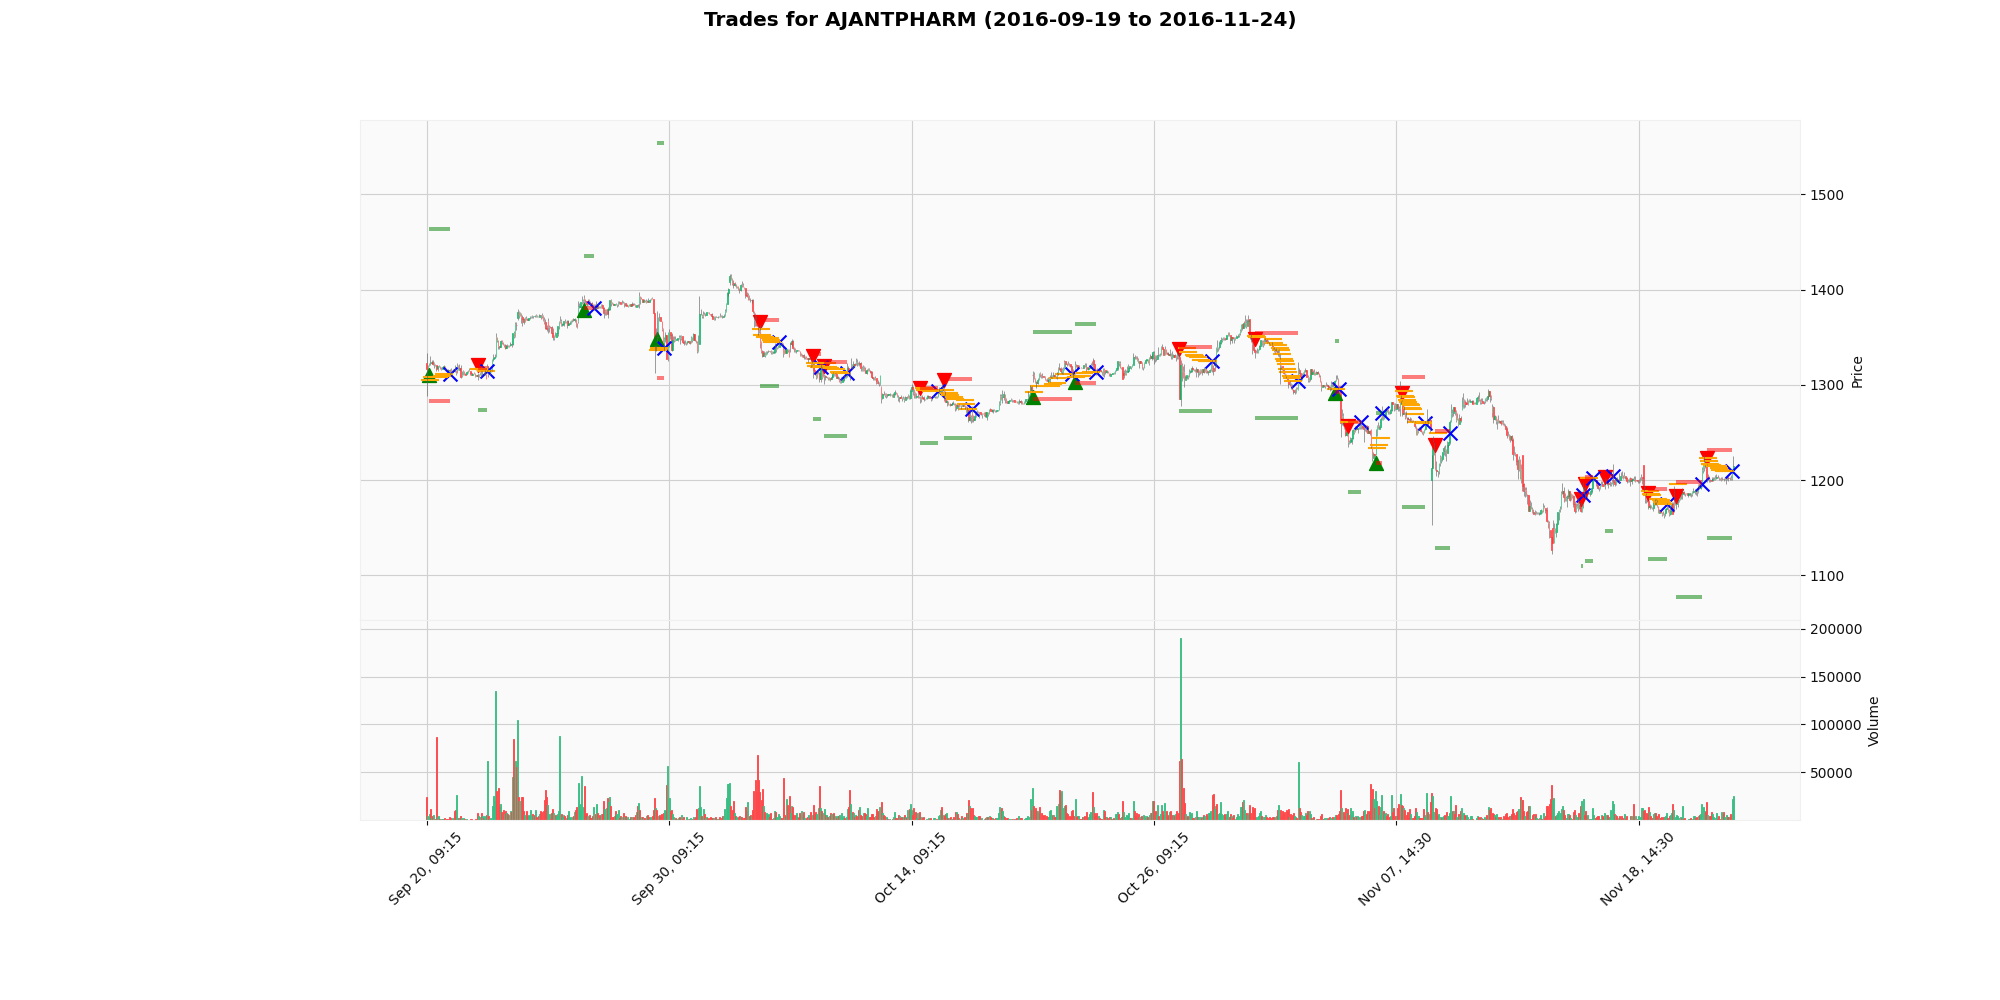 Trades for AJANTPHARM (2016-09-19 to 2016-11-24)
1500
1400
1300
1200
1100
Price
200000
150000
100000
50000
Volume
Sep 20, 09:15
Sep 30, 09:15
Oct 14, 09:15
Oct 26, 09:15
Nov 07, 14:30
Nov 18, 14:30